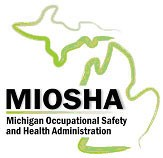 MIOSHA
Michigan Occupational Safety
and Health Administration